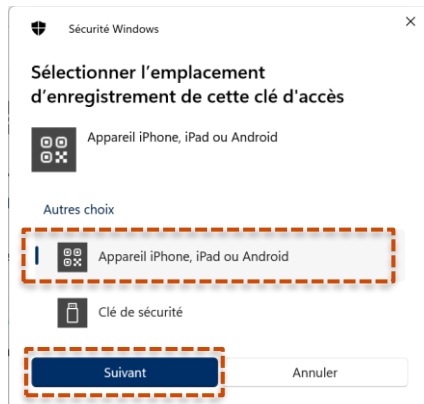 Sécurité Windows
Sélectionner l’emplacement
d’enregistrement de cette clé d'accès
Appareil iPhone, iPad ou Android
Autres choix
Appareil iPhone, iPad ou Android
Clé de sécurité
Suivant
Annuler